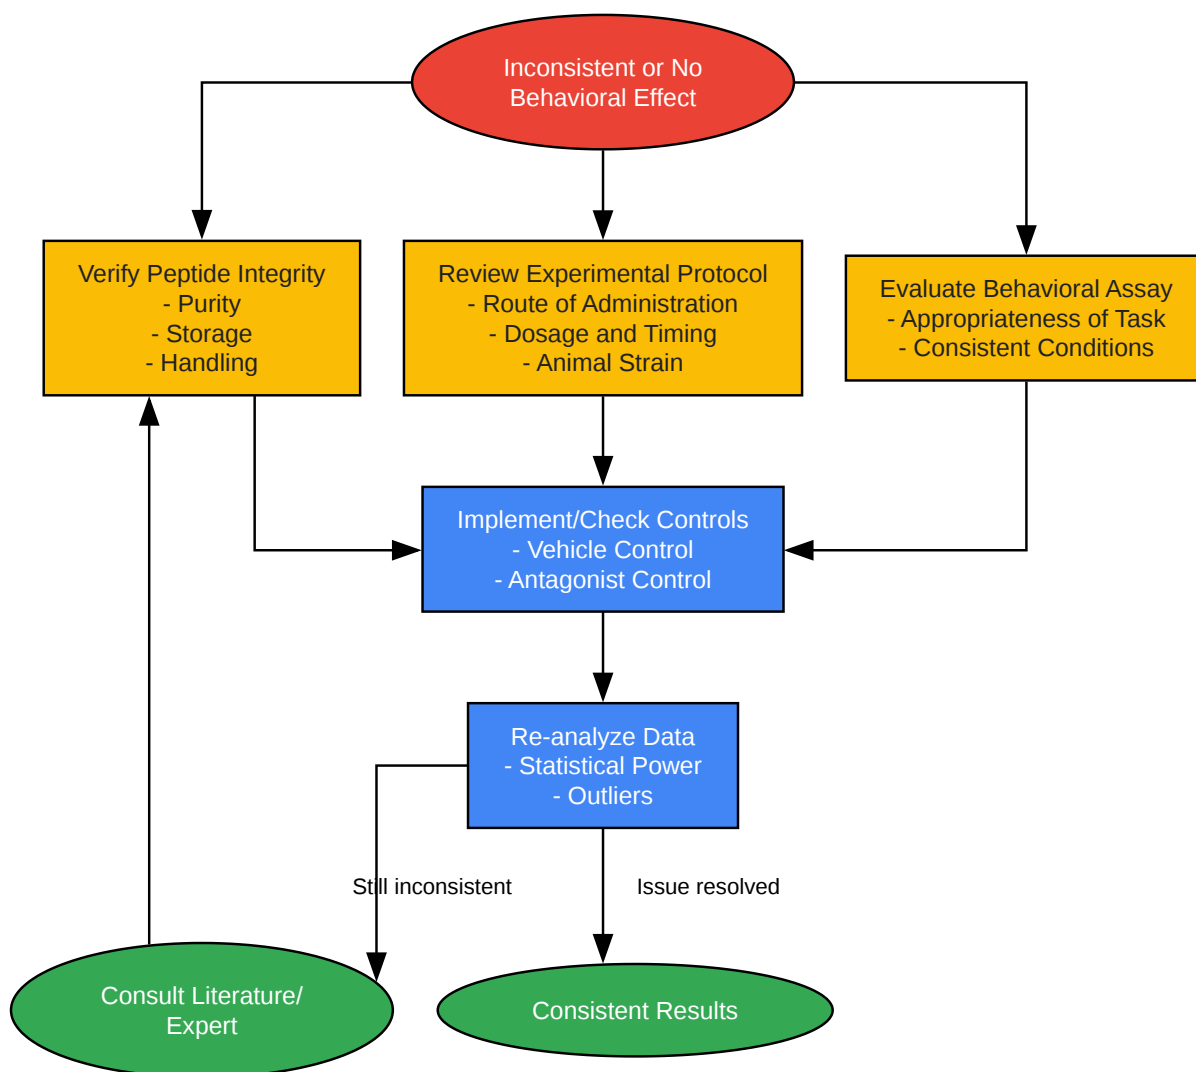 Inconsistent or No
Behavioral Effect
Verify Peptide Integrity
- Purity
- Storage
- Handling
Review Experimental Protocol
- Route of Administration
- Dosage and Timing
- Animal Strain
Evaluate Behavioral Assay
- Appropriateness of Task
- Consistent Conditions
Implement/Check Controls
- Vehicle Control
- Antagonist Control
Re-analyze Data
- Statistical Power
- Outliers
Still inconsistent
Issue resolved
Consult Literature/
Expert
Consistent Results